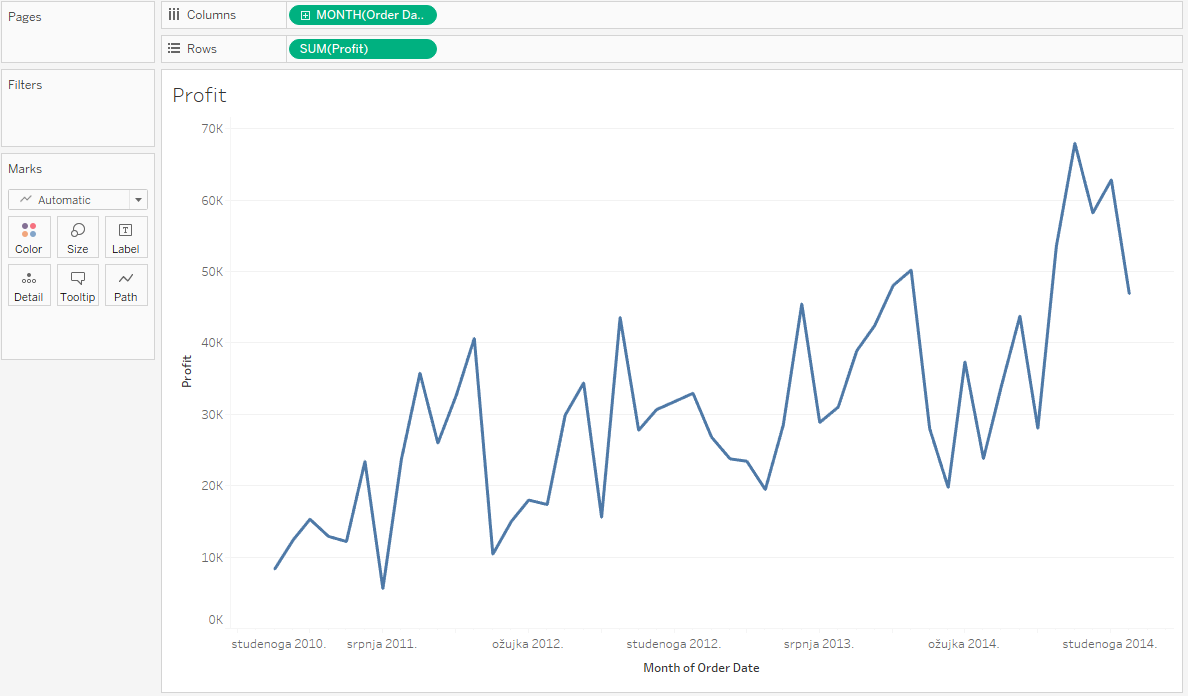 Pages
Columns
MONTH(Order Da..
Rows
SUM(Profit)
Filters
Marks
Automatic
Color
Size
Label
Detail
Tooltip
Path
Profit
70K
60K
50K
40K
30K
20K
10K
0K
Profit
studenoga 2010.
srpnja 2011.
ožujka 2012.
studenoga 2012.
srpnja 2013.
ožujka 2014.
studenoga 2014.
Month of Order Date